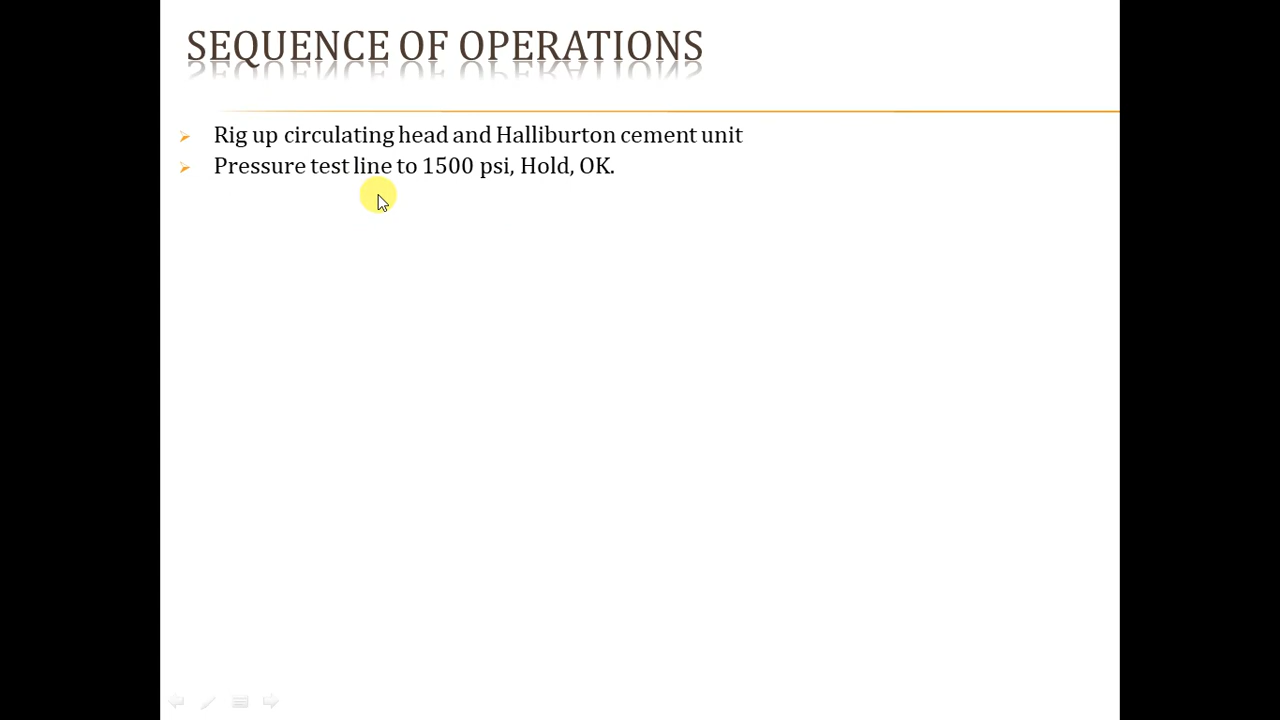 SEQUENCE OF OPERATIONS
Rig up circulating head and Halliburton cement unit
Pressure test line to 1500 psi, Hold, OK.